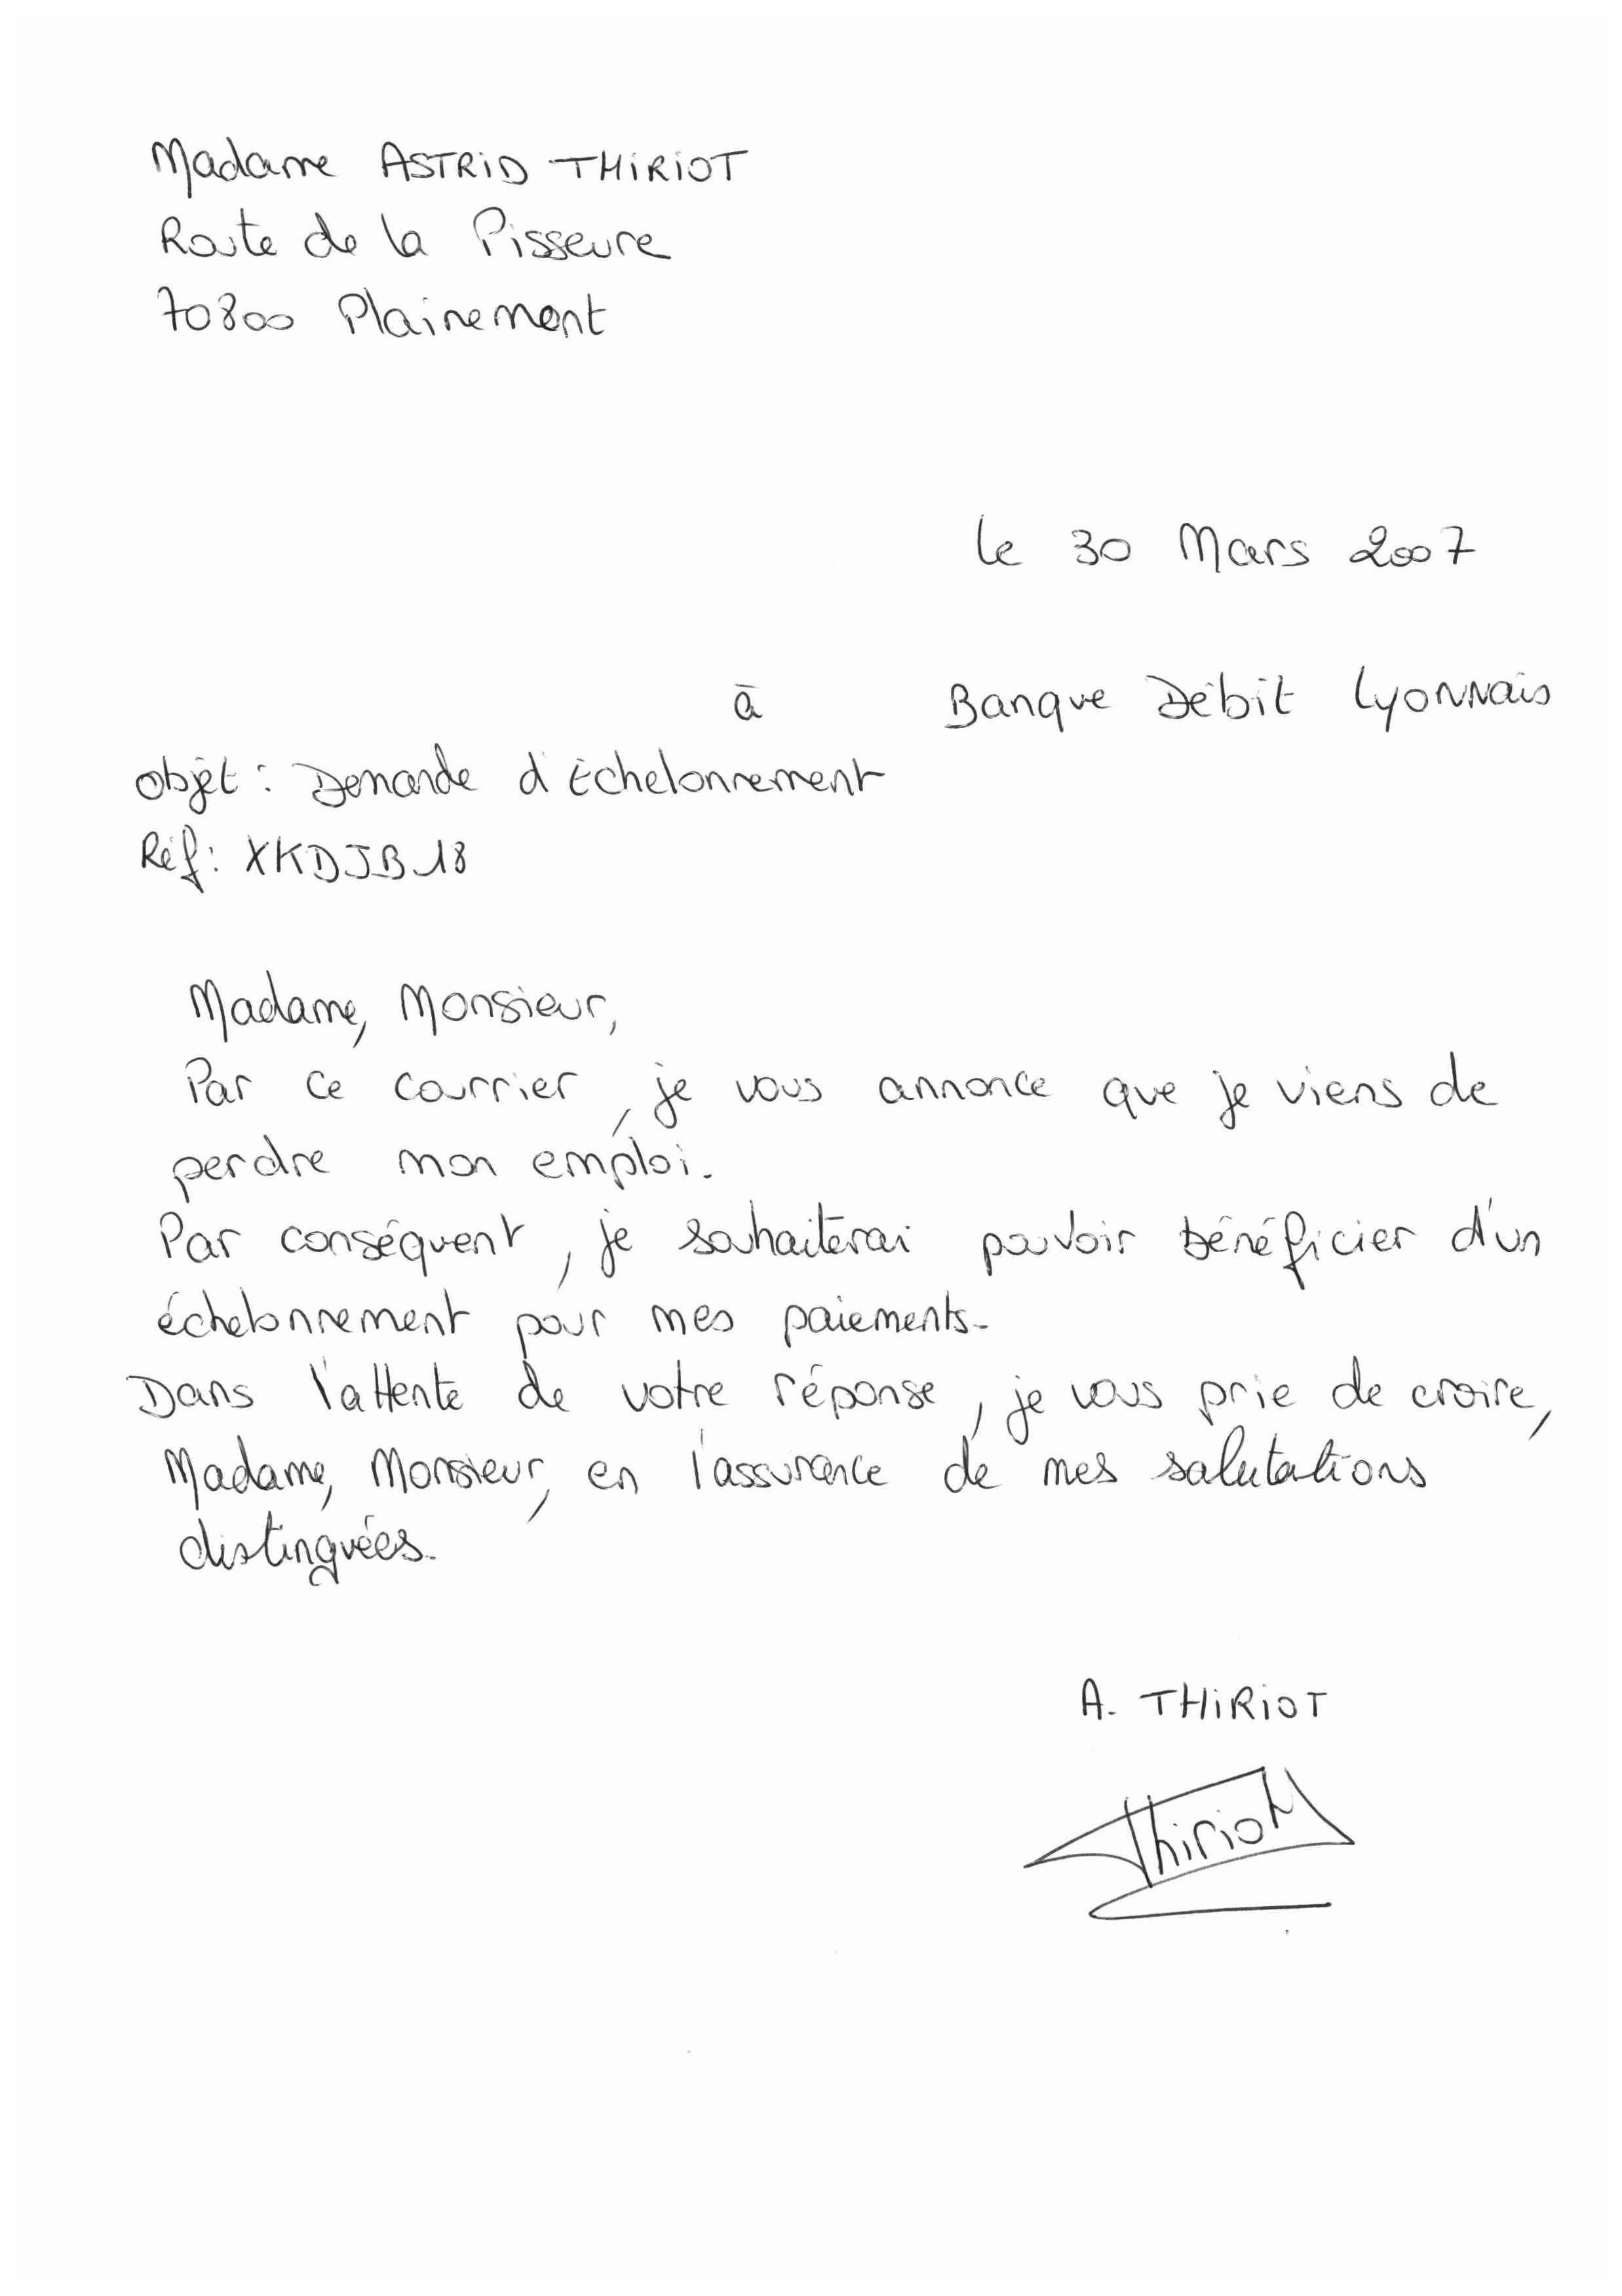 Madame ASTRiD THiRiOT
Route de la Pisseure
70800 Plainemont
le 30 Mars 2007
à Banque Débit Lyonnais
Objet : Demande d'échelonnement
Réf : XKDJB18
Madame, Monsieur,
Par ce courrier, je vous annonce que je viens de
perdre mon emploi.
Par conséquent, je souhaiterai pouvoir bénéficier d'un
échelonnement pour mes paiements.
Dans l'attente de votre réponse, je vous prie de croire,
Madame, Monsieur, en l'assurance de mes salutations
distinguées.
A. THiRiOT
Thiriot